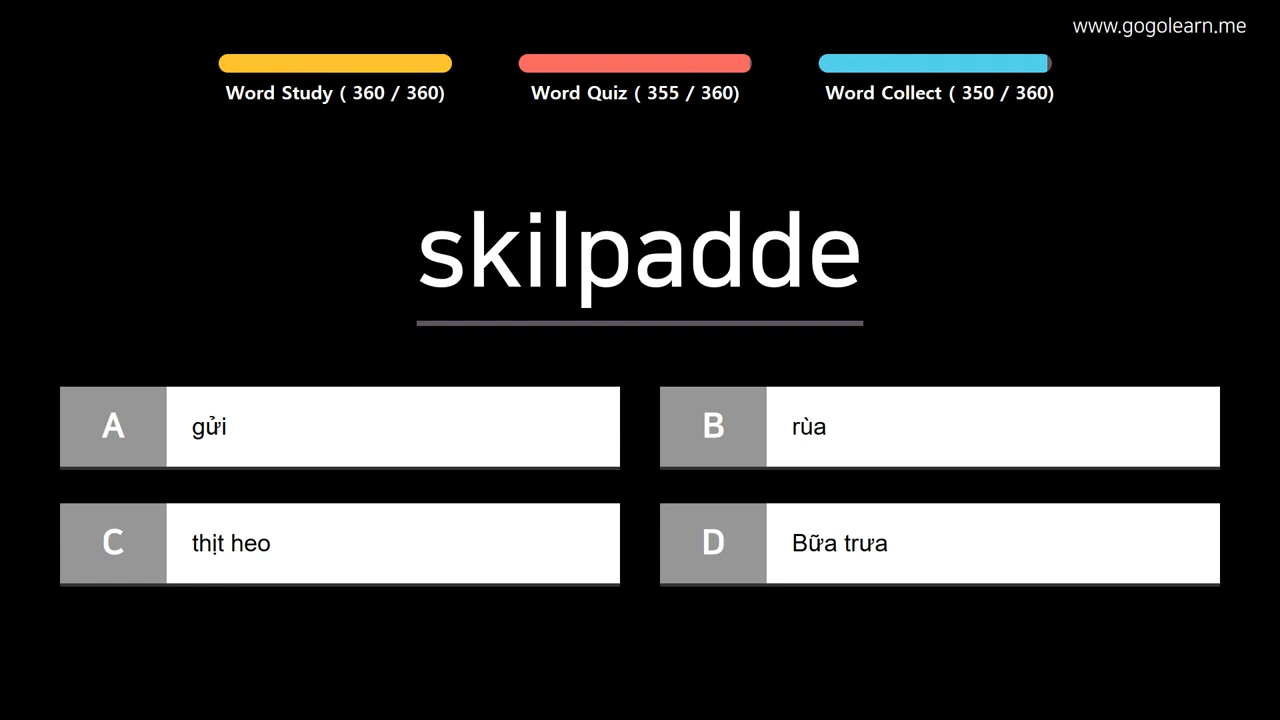 www.gogolearn.me
Word Study ( 360 / 360)
Word Quiz ( 355 / 360)
Word Collect ( 350 / 360)
skilpadde
A
gửi
B
rùa
C
thịt heo
D
Bữa trưa